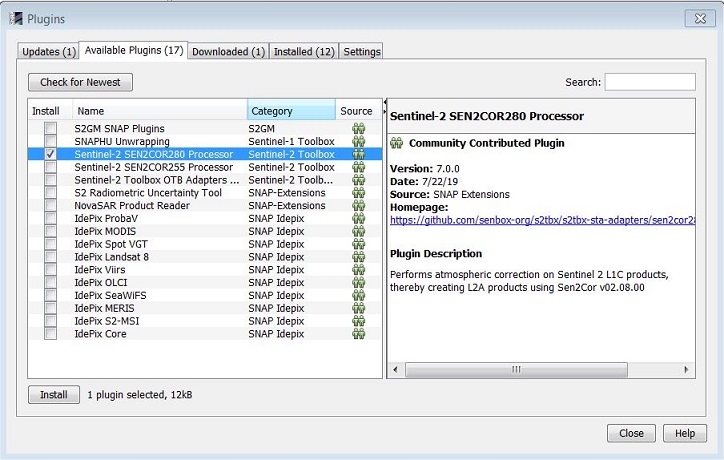 Plugins
Updates (1) Available Plugins (17) Downloaded (1) Installed (12) Settings
Check for Newest Search:
Install Name Category Source
S2GM SNAP Plugins S2GM
SNAPHU Unwrapping Sentinel-1 Toolbox
Sentinel-2 SEN2COR280 Processor Sentinel-2 Toolbox
Sentinel-2 SEN2COR255 Processor Sentinel-2 Toolbox
Sentinel-2 Toolbox OTB Adapters ... Sentinel-2 Toolb...
S2 Radiometric Uncertainty Tool SNAP-Extensions
NovaSAR Product Reader SNAP-Extensions
IdePix ProbaV SNAP Idepix
IdePix MODIS SNAP Idepix
IdePix Spot VGT SNAP Idepix
IdePix Landsat 8 SNAP Idepix
IdePix Viirs SNAP Idepix
IdePix OLCI SNAP Idepix
IdePix SeaWiFS SNAP Idepix
IdePix MERIS SNAP Idepix
IdePix S2-MSI SNAP Idepix
IdePix Core SNAP Idepix
Sentinel-2 SEN2COR280 Processor
Community Contributed Plugin
Version: 7.0.0
Date: 7/22/19
Source: SNAP Extensions
Homepage:
https://github.com/senbox-org/s2tbx/s2tbx-sta-adapters/sen2cor28
Plugin Description
Performs atmospheric correction on Sentinel 2 L1C products,
thereby creating L2A products using Sen2Cor v02.08.00
Install 1 plugin selected, 12kB
Close Help